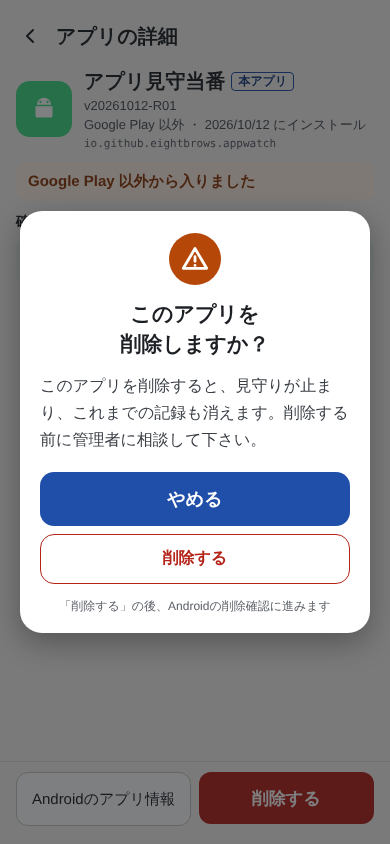 アプリの詳細
アプリ見守当番 本アプリ
v20261012-R01
Google Play 以外 ・ 2026/10/12 にインストール
io.github.eightbrows.appwatch
Google Play 以外から入りました
このアプリを
削除しますか？
このアプリを削除すると、見守りが止ま
り、これまでの記録も消えます。削除する
前に管理者に相談して下さい。
やめる
削除する
「削除する」の後、Androidの削除確認に進みます
Androidのアプリ情報
削除する